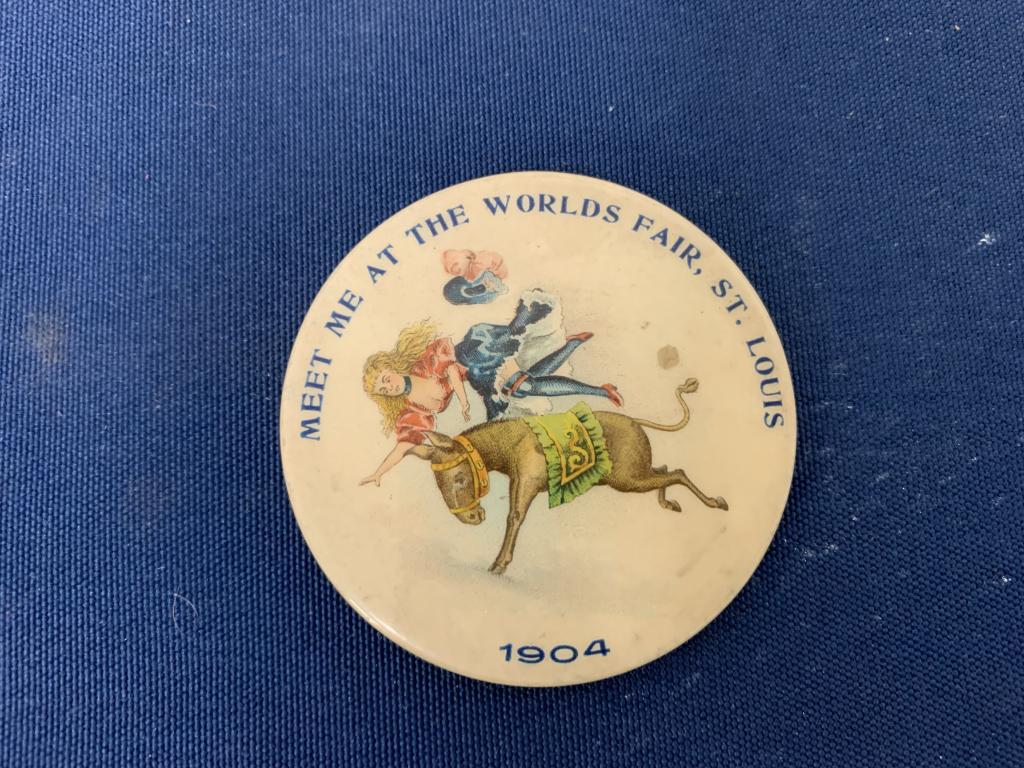 MEET ME AT THE WORLDS FAIR, ST. LOUIS
1904